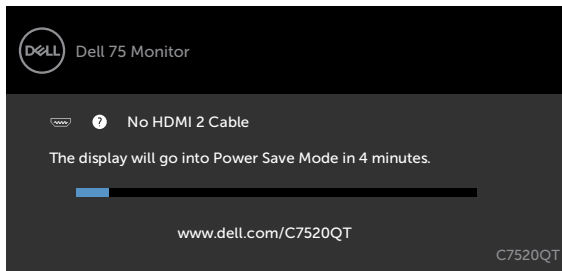 DELL
Dell 75 Monitor
? No HDMI 2 Cable
The display will go into Power Save Mode in 4 minutes.
www.dell.com/C7520QT
C7520QT